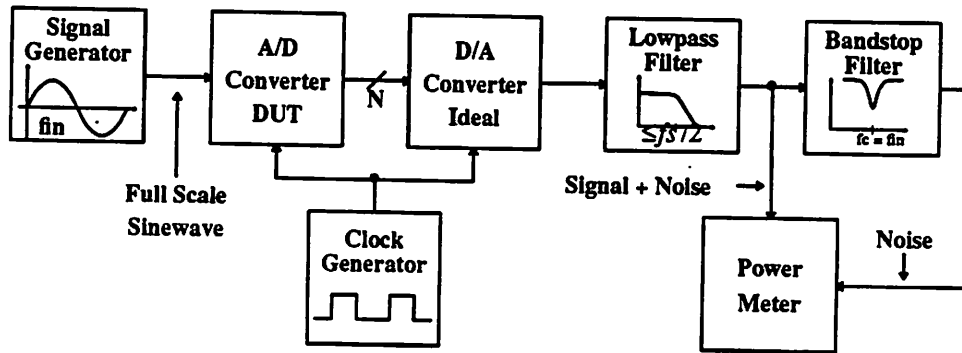 Signal
Generator
fin
A/D
Converter
DUT
N
D/A
Converter
Ideal
Lowpass
Filter
≤fs/2
Bandstop
Filter
fc = fin
Full Scale
Sinewave
Signal + Noise
Clock
Generator
Power
Meter
Noise